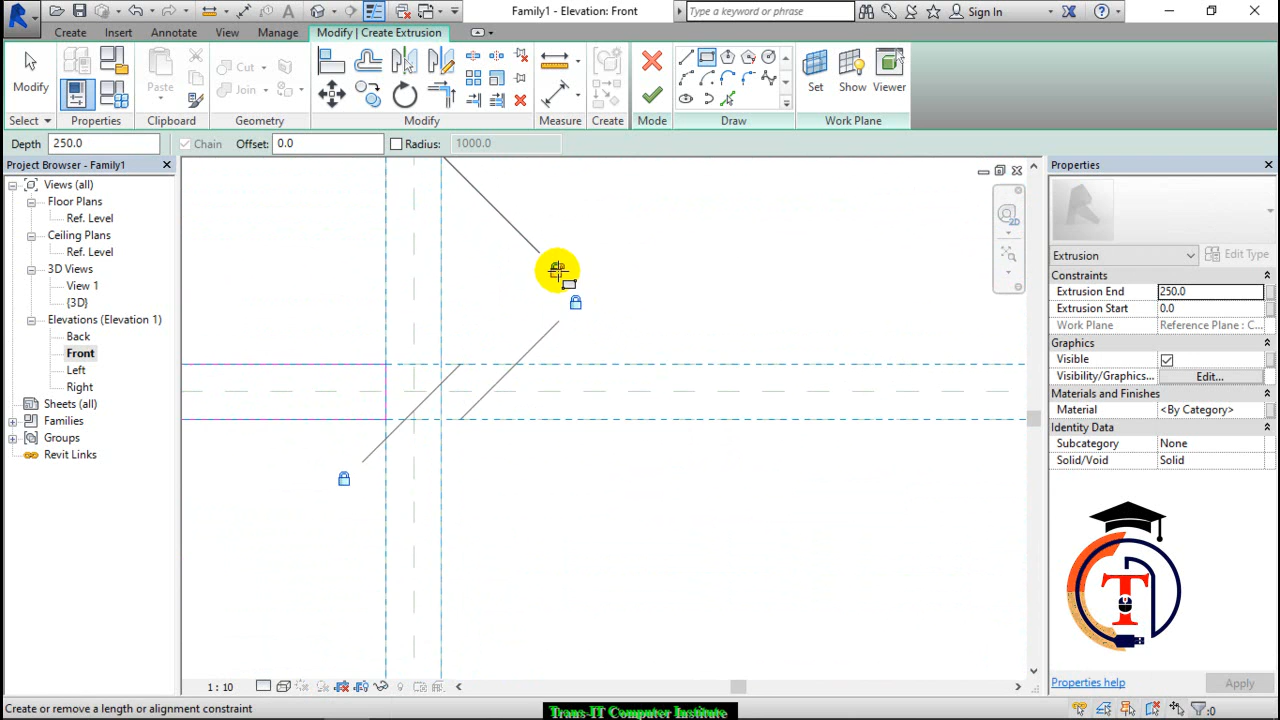 Family1 - Elevation: Front
Type a keyword or phrase
Sign In
Create
Insert
Annotate
View
Manage
Modify | Create Extrusion
Modify
Paste
Cut
Join
Create
Set
Show
Viewer
Select
Properties
Clipboard
Geometry
Modify
Measure
Create
Mode
Draw
Work Plane
Depth
250.0
Chain
Offset:
0.0
Radius:
1000.0
Project Browser - Family1
Views (all)
Floor Plans
Ref. Level
Ceiling Plans
Ref. Level
3D Views
View 1
{3D}
Elevations (Elevation 1)
Back
Front
Left
Right
Sheets (all)
Families
Groups
Revit Links
2D
Properties
Extrusion
Edit Type
Constraints
Extrusion End
250.0
Extrusion Start
0.0
Work Plane
Reference Plane : C...
Graphics
Visible
Visibility/Graphics...
Edit...
Materials and Finishes
Material
<By Category>
Identity Data
Subcategory
None
Solid/Void
Solid
T
Properties help
Apply
1 : 10
Create or remove a length or alignment constraint
Trans-IT Computer Institute
:0